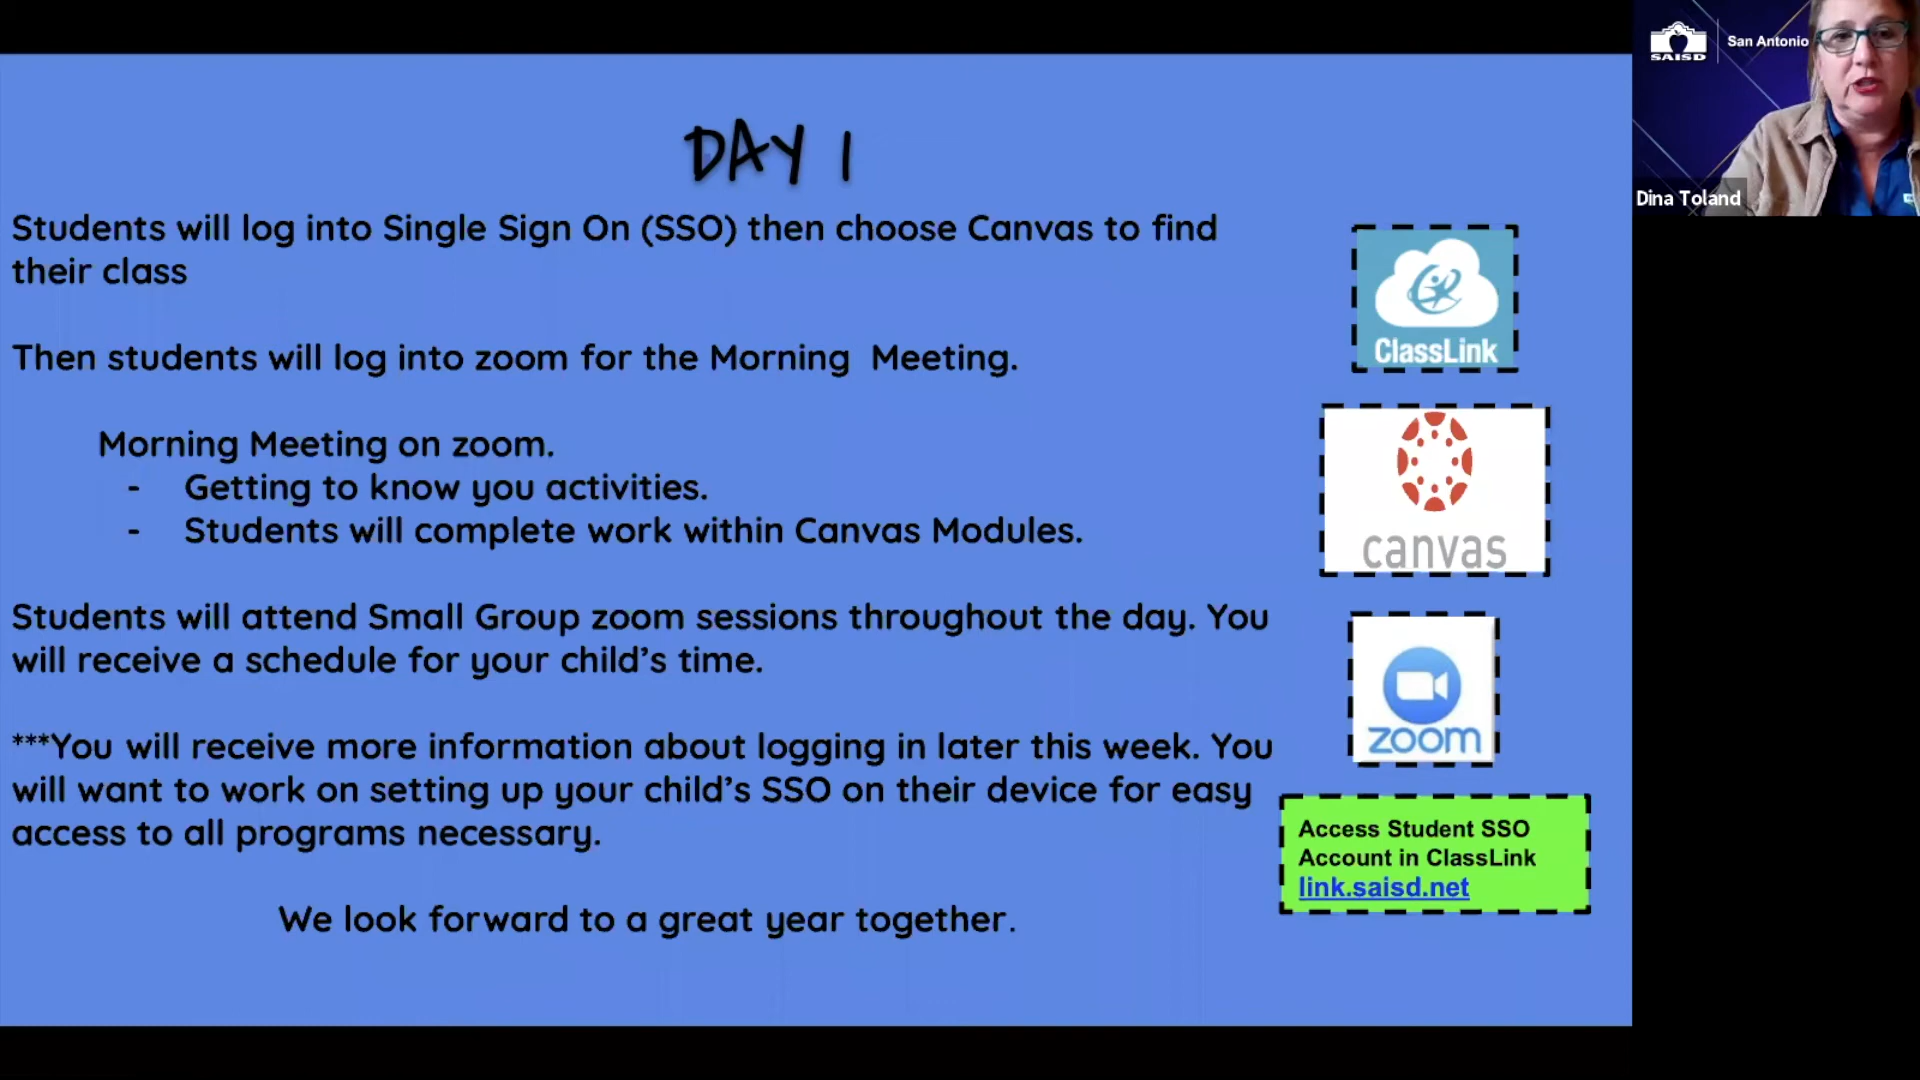 DAY 1
Students will log into Single Sign On (SSO) then choose Canvas to find
their class
Then students will log into zoom for the Morning  Meeting.
Morning Meeting on zoom.
- Getting to know you activities.
- Students will complete work within Canvas Modules.
Students will attend Small Group zoom sessions throughout the day. You
will receive a schedule for your child's time.
***You will receive more information about logging in later this week. You
will want to work on setting up your child's SSO on their device for easy
access to all programs necessary.
We look forward to a great year together.
ClassLink
canvas
zoom
Access Student SSO
Account in ClassLink
link.saisd.net
SAISD
San Antonio
Dina Toland